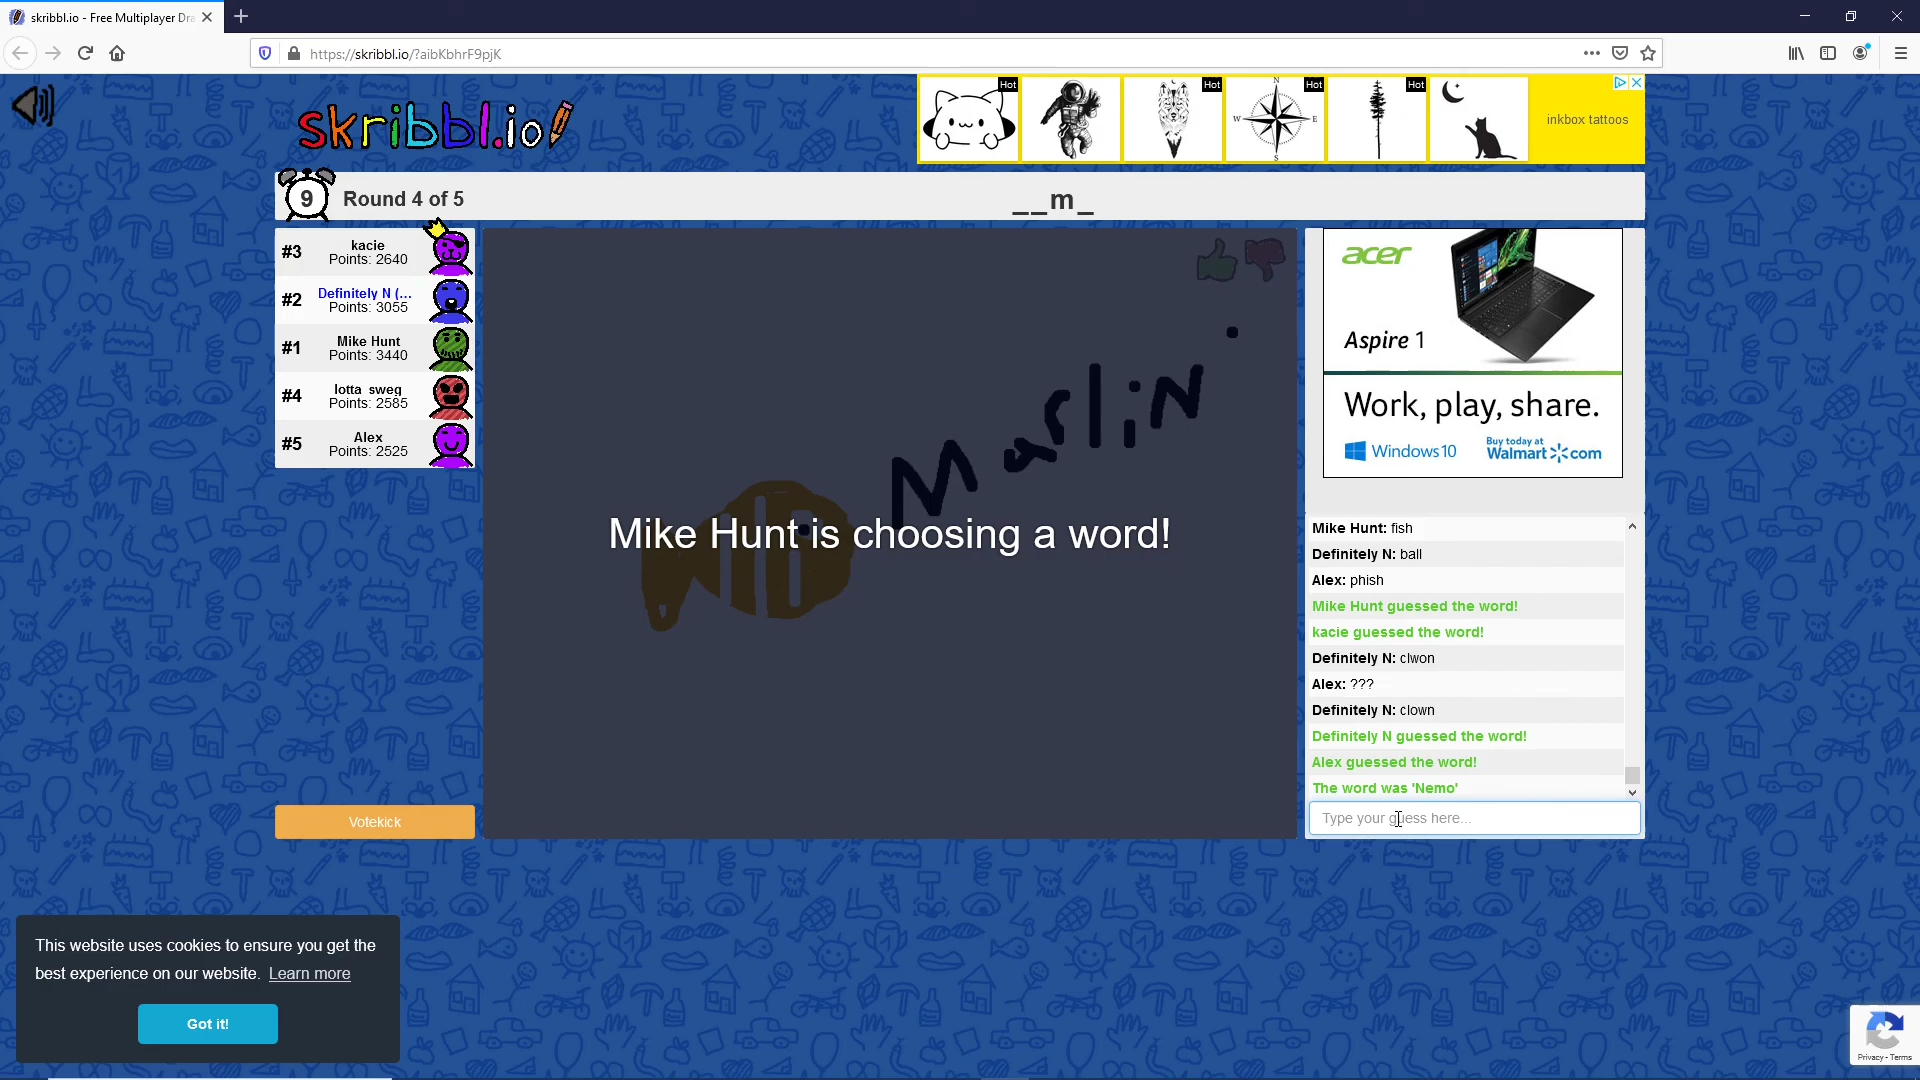 skribbl.io - Free Multiplayer Dra
https://skribbl.io/?aibKbhrF9pjK
skribbl.io
Hot
Hot
Hot
Hot
N
W
E
S
inkbox tattoos
9
Round 4 of 5
__m_
#3
kacie
Points: 2640
#2
Definitely N (...
Points: 3055
#1
Mike Hunt
Points: 3440
#4
lotta sweg
Points: 2585
#5
Alex
Points: 2525
Votekick
Marlin
Mike Hunt is choosing a word!
acer
Aspire 1
Work, play, share.
Windows10
Buy today at
Walmart.com
Mike Hunt: fish
Definitely N: ball
Alex: phish
Mike Hunt guessed the word!
kacie guessed the word!
Definitely N: clwon
Alex: ???
Definitely N: clown
Definitely N guessed the word!
Alex guessed the word!
The word was 'Nemo'
Type your guess here...
This website uses cookies to ensure you get the
best experience on our website. Learn more
Got it!
Privacy - Terms